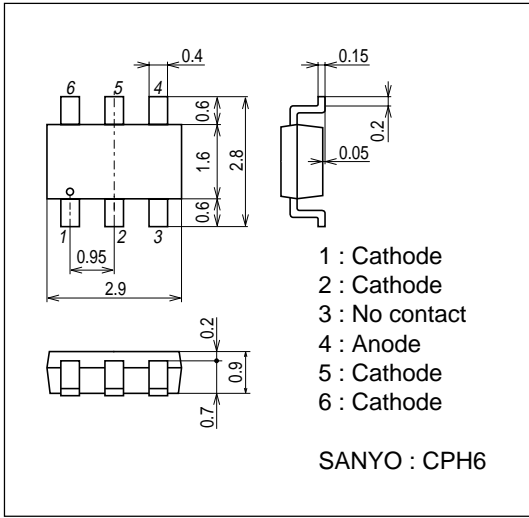 0.4
0.15
6 5 4
0.6
0.2
1.6
2.8
0.05
0.6
1 2 3
0.95
2.9
1 : Cathode
2 : Cathode
3 : No contact
4 : Anode
5 : Cathode
6 : Cathode
0.2
0.9
0.7
SANYO : CPH6